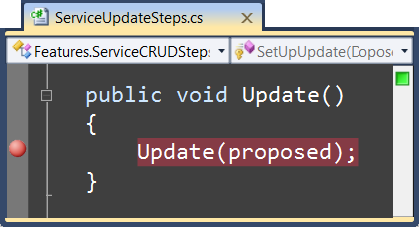 ServiceUpdateSteps.cs
Features.ServiceCRUDSteps
SetUpUpdate(
public void Update()
{
Update(proposed);
}